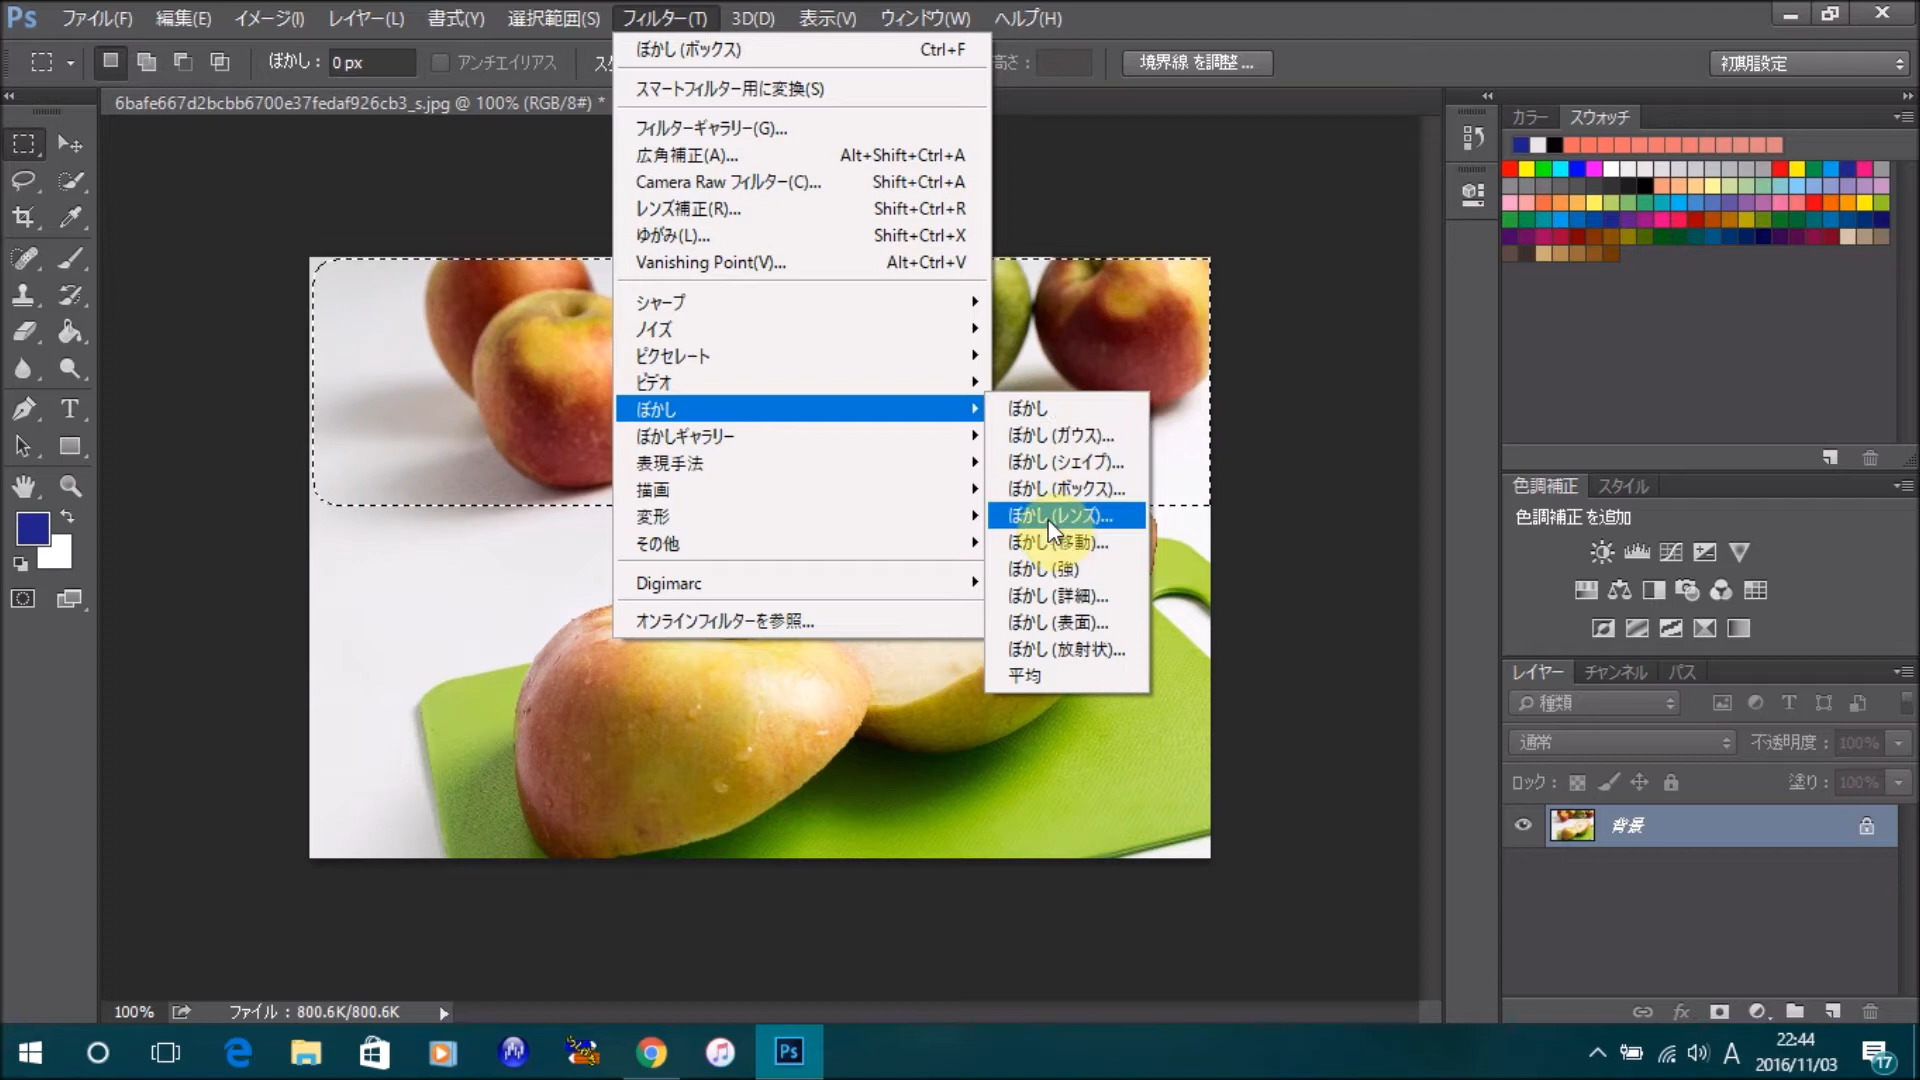 Ps ファイル(F) 編集(E) イメージ(I) レイヤー(L) 書式(Y) 選択範囲(S) フィルター(T) 3D(D) 表示(V) ウィンドウ(W) ヘルプ(H)
ぼかし : 0 px アンチエイリアス 高さ : 境界線 を調整 ... 初期設定
6bafe667d2bcbb6700e37fedaf926cb3_s.jpg @ 100% (RGB/8#) *
ぼかし (ボックス) Ctrl+F
スマートフィルター用に変換(S)
フィルターギャラリー(G)...
広角補正(A)... Alt+Shift+Ctrl+A
Camera Raw フィルター(C)... Shift+Ctrl+A
レンズ補正(R)... Shift+Ctrl+R
ゆがみ(L)... Shift+Ctrl+X
Vanishing Point(V)... Alt+Ctrl+V
シャープ
ノイズ
ピクセレート
ビデオ
ぼかし
ぼかしギャラリー
表現手法
描画
変形
その他
Digimarc
オンラインフィルターを参照...
ぼかし
ぼかし (ガウス)...
ぼかし (シェイプ)...
ぼかし (ボックス)...
ぼかし (レンズ)...
ぼかし (移動)...
ぼかし (強)
ぼかし (詳細)...
ぼかし (表面)...
ぼかし (放射状)...
平均
カラー スウォッチ
色調補正 スタイル
色調補正 を追加
レイヤー チャンネル パス
種類
通常 不透明度 : 100%
ロック : 塗り : 100%
背景
fx
100% ファイル : 800.6K/800.6K
Ps
A
22:44
2016/11/03
17